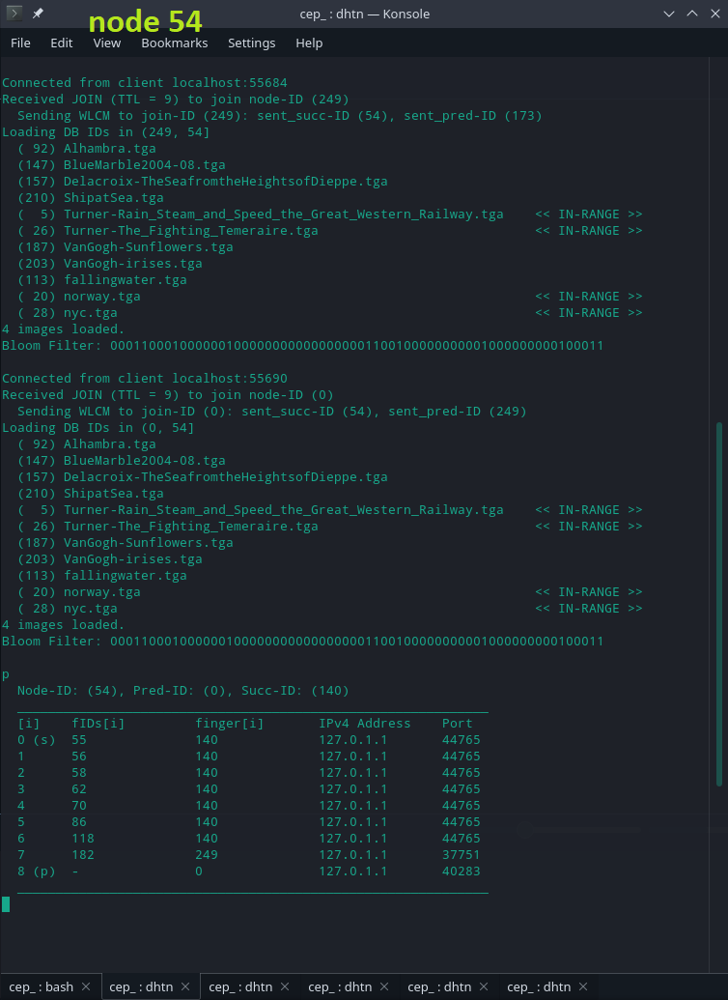 cep_ : dhtn — Konsole
node 54
File Edit View Bookmarks Settings Help
Connected from client localhost:55684
Received JOIN (TTL = 9) to join node-ID (249)
Sending WLCM to join-ID (249): sent_succ-ID (54), sent_pred-ID (173)
Loading DB IDs in (249, 54]
( 92) Alhambra.tga
(147) BlueMarble2004-08.tga
(157) Delacroix-TheSeafromtheHeightsofDieppe.tga
(210) ShipatSea.tga
( 5) Turner-Rain_Steam_and_Speed_the_Great_Western_Railway.tga << IN-RANGE >>
( 26) Turner-The_Fighting_Temeraire.tga << IN-RANGE >>
(187) VanGogh-Sunflowers.tga
(203) VanGogh-irises.tga
(113) fallingwater.tga
( 20) norway.tga << IN-RANGE >>
( 28) nyc.tga << IN-RANGE >>
4 images loaded.
Bloom Filter: 0001100010000001000000000000000001100100000000001000000000100011
Connected from client localhost:55690
Received JOIN (TTL = 9) to join node-ID (0)
Sending WLCM to join-ID (0): sent_succ-ID (54), sent_pred-ID (249)
Loading DB IDs in (0, 54]
( 92) Alhambra.tga
(147) BlueMarble2004-08.tga
(157) Delacroix-TheSeafromtheHeightsofDieppe.tga
(210) ShipatSea.tga
( 5) Turner-Rain_Steam_and_Speed_the_Great_Western_Railway.tga << IN-RANGE >>
( 26) Turner-The_Fighting_Temeraire.tga << IN-RANGE >>
(187) VanGogh-Sunflowers.tga
(203) VanGogh-irises.tga
(113) fallingwater.tga
( 20) norway.tga << IN-RANGE >>
( 28) nyc.tga << IN-RANGE >>
4 images loaded.
Bloom Filter: 0001100010000001000000000000000001100100000000001000000000100011
p
Node-ID: (54), Pred-ID: (0), Succ-ID: (140)
[i] fIDs[i] finger[i] IPv4 Address Port
0 (s) 55 140 127.0.1.1 44765
1 56 140 127.0.1.1 44765
2 58 140 127.0.1.1 44765
3 62 140 127.0.1.1 44765
4 70 140 127.0.1.1 44765
5 86 140 127.0.1.1 44765
6 118 140 127.0.1.1 44765
7 182 249 127.0.1.1 37751
8 (p) - 0 127.0.1.1 40283
cep_ : bash cep_ : dhtn cep_ : dhtn cep_ : dhtn cep_ : dhtn cep_ : dhtn